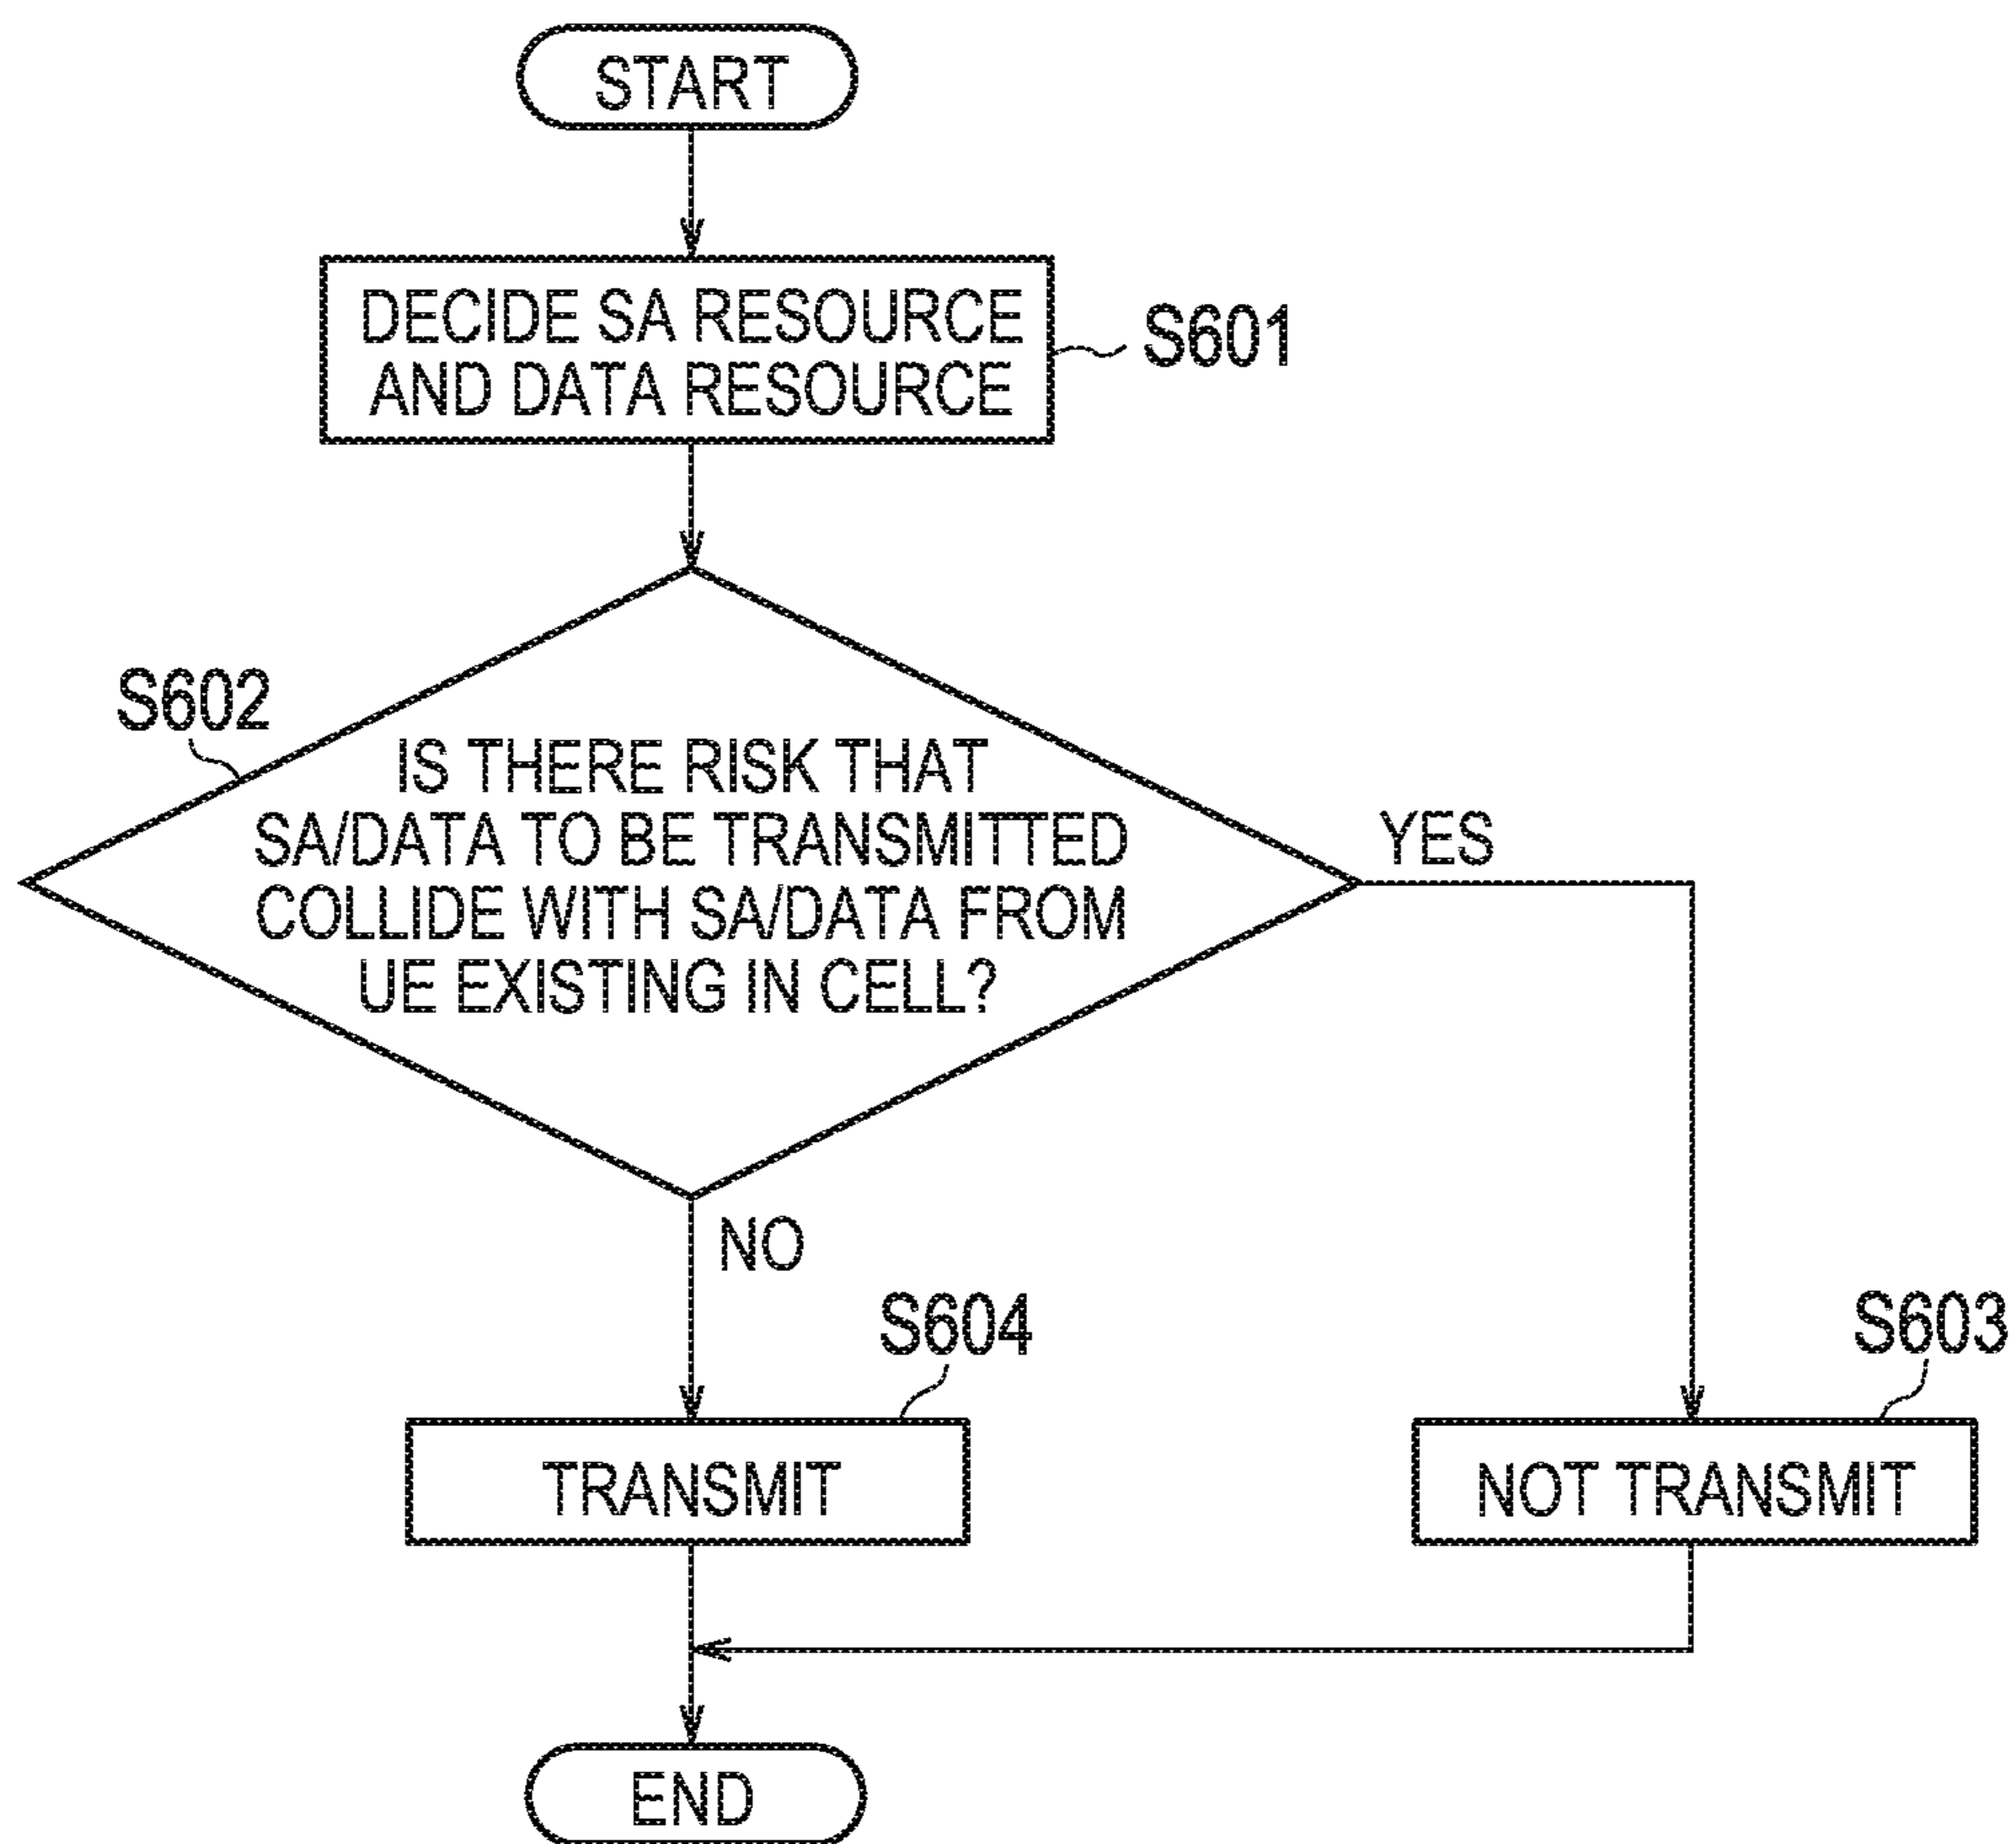 START
DECIDE SA RESOURCE
AND DATA RESOURCE
S601
S602
IS THERE RISK THAT
SA/DATA TO BE TRANSMITTED
COLLIDE WITH SA/DATA FROM
UE EXISTING IN CELL?
YES
NO
S604
S603
TRANSMIT
NOT TRANSMIT
END